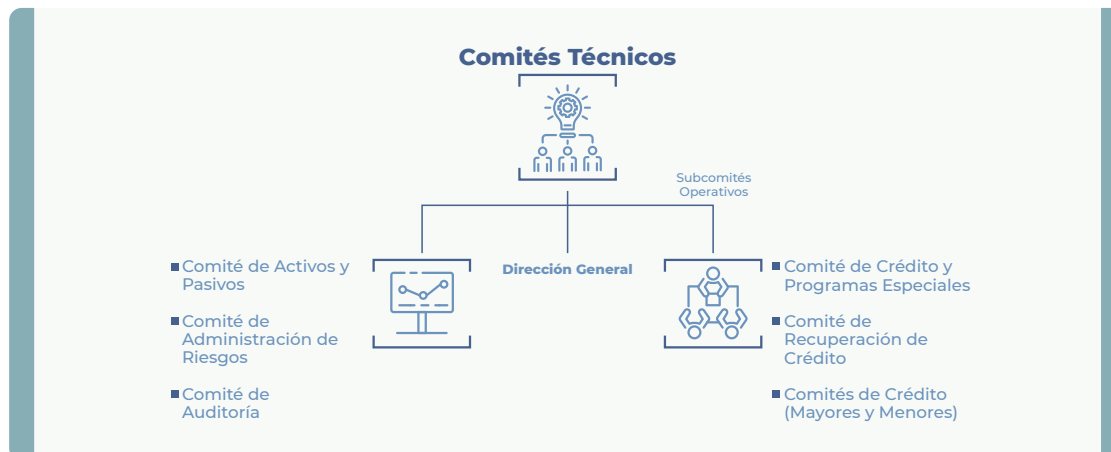 Comités Técnicos
Subcomités
Operativos
Dirección General
■ Comité de Activos y
Pasivos
■ Comité de
Administración de
Riesgos
■ Comité de
Auditoría
■ Comité de Crédito y
Programas Especiales
■ Comité de
Recuperación de
Crédito
■ Comités de Crédito
(Mayores y Menores)